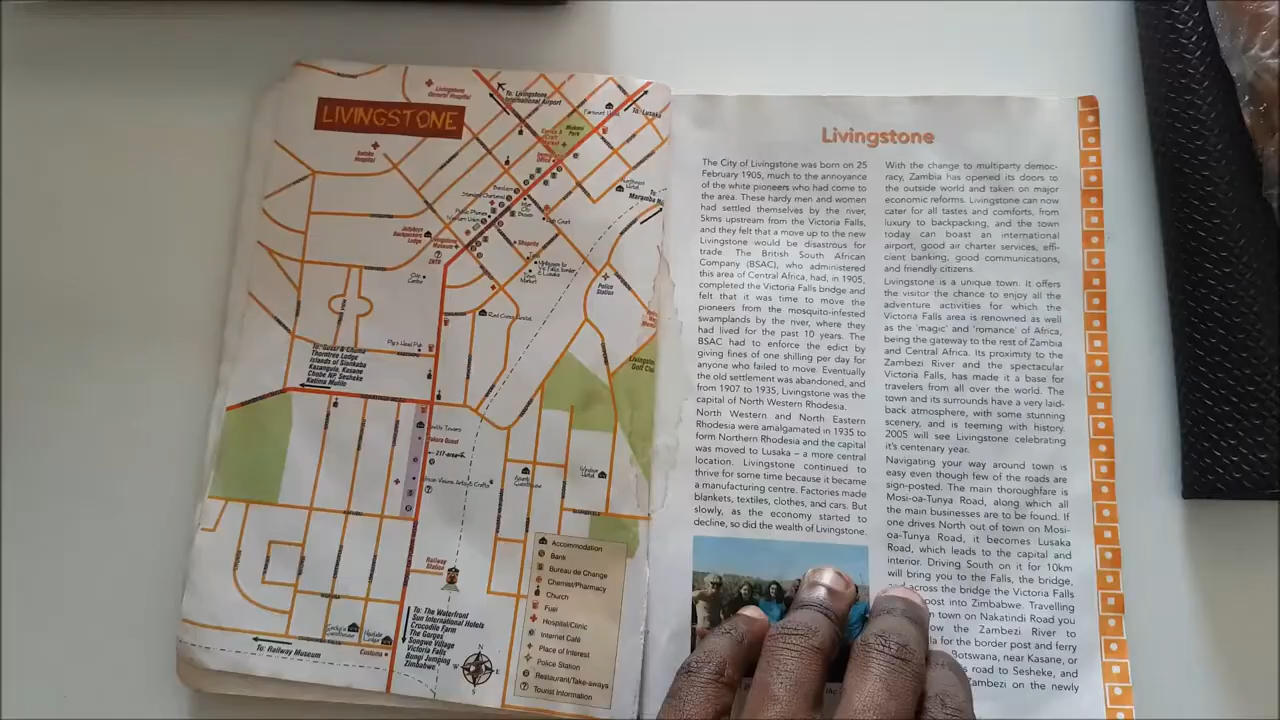 LIVINGSTONE
Livingstone
General Hospital
To: Livingstone
International Airport
To: Lusaka
Fairmount Hotel
Mukuni
Park
Hospital
Shoprite
Police
Station
Livingstone
Golf Club
Accommodation
Bank
Bureau de Change
Chemist/Pharmacy
Church
Fuel
Hospital/Clinic
Internet Café
Place of Interest
Police Station
Restaurant/Take-aways
Tourist Information
Railway
Station
To: The Waterfront
Sun International Hotels
Crocodile Farm
The Gorges
Songwe Village
Victoria Falls
Bungi Jumping
Zimbabwe
To: Railway Museum
Customs
N
W
E
S
Thorntree Lodge
Islands of Siankaba
Kazungula, Kasane
Chobe NP, Sesheke
Katima Mulilo
Livingstone
The City of Livingstone was born on 25
February 1905, much to the annoyance
of the white pioneers who had come to
the area. These hardy men and women
had settled themselves by the river,
5kms upstream from the Victoria Falls,
and they felt that a move up to the new
Livingstone would be disastrous for
trade. The British South African
Company (BSAC), who administered
this area of Central Africa, had, in 1905,
completed the Victoria Falls bridge and
felt that it was time to move the
pioneers from the mosquito-infested
swamplands by the river, where they
had lived for the past 10 years. The
BSAC had to enforce the edict by
giving fines of one shilling per day for
anyone who failed to move. Eventually
the old settlement was abandoned, and
from 1907 to 1935, Livingstone was the
capital of North Western Rhodesia.
North Western and North Eastern
Rhodesia were amalgamated in 1935 to
form Northern Rhodesia and the capital
was moved to Lusaka – a more central
location. Livingstone continued to
thrive for some time because it became
a manufacturing centre. Factories made
blankets, textiles, clothes, and cars. But
slowly, as the economy started to
decline, so did the wealth of Livingstone.
With the change to multiparty democ-
racy, Zambia has opened its doors to
the outside world and taken on major
economic reforms. Livingstone can now
cater for all tastes and comforts, from
luxury to backpacking, and the town
today can boast an international
airport, good air charter services, effi-
cient banking, good communications,
and friendly citizens.
Livingstone is a unique town. It offers
the visitor the chance to enjoy all the
adventure activities for which the
Victoria Falls area is renowned as well
as the 'magic' and 'romance' of Africa,
being the gateway to the rest of Zambia
and Central Africa. Its proximity to the
Zambezi River and the spectacular
Victoria Falls, has made it a base for
travelers from all over the world. The
town and its surrounds have a very laid-
back atmosphere, with some stunning
scenery, and is teeming with history.
2005 will see Livingstone celebrating
it's centenary year.
Navigating your way around town is
easy even though few of the roads are
sign-posted. The main thoroughfare is
Mosi-oa-Tunya Road, along which all
the main businesses are to be found. If
one drives North out of town on Mosi-
oa-Tunya Road, it becomes Lusaka
Road, which leads to the capital and
interior. Driving South on it for 10km
will bring you to the Falls, the bridge,
across the bridge the Victoria Falls
post into Zimbabwe. Travelling
town on Nakatindi Road you
the Zambezi River to
for the border post and ferry
Botswana, near Kasane, or
road to Sesheke, and
Zambezi on the newly